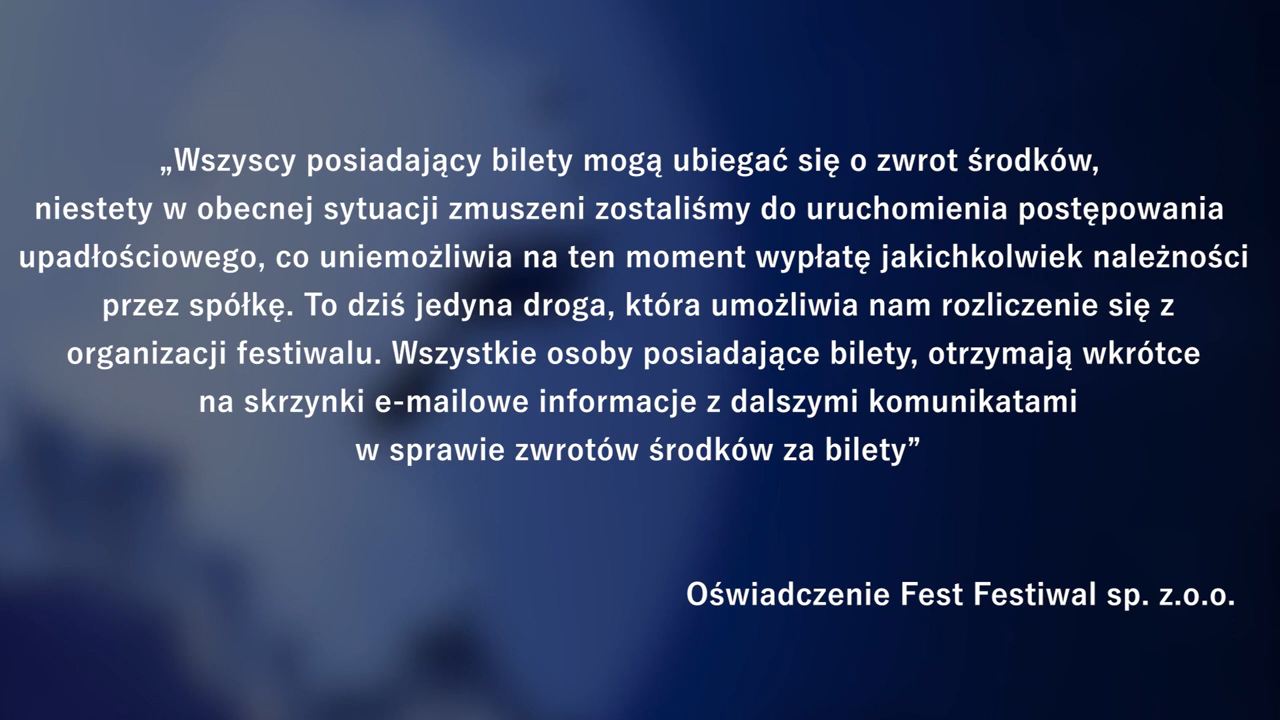 „Wszyscy posiadający bilety mogą ubiegać się o zwrot środków,
niestety w obecnej sytuacji zmuszeni zostaliśmy do uruchomienia postępowania
upadłościowego, co uniemożliwia na ten moment wypłatę jakichkolwiek należności
przez spółkę. To dziś jedyna droga, która umożliwia nam rozliczenie się z
organizacji festiwalu. Wszystkie osoby posiadające bilety, otrzymają wkrótce
na skrzynki e-mailowe informacje z dalszymi komunikatami
w sprawie zwrotów środków za bilety”
Oświadczenie Fest Festiwal sp. z.o.o.